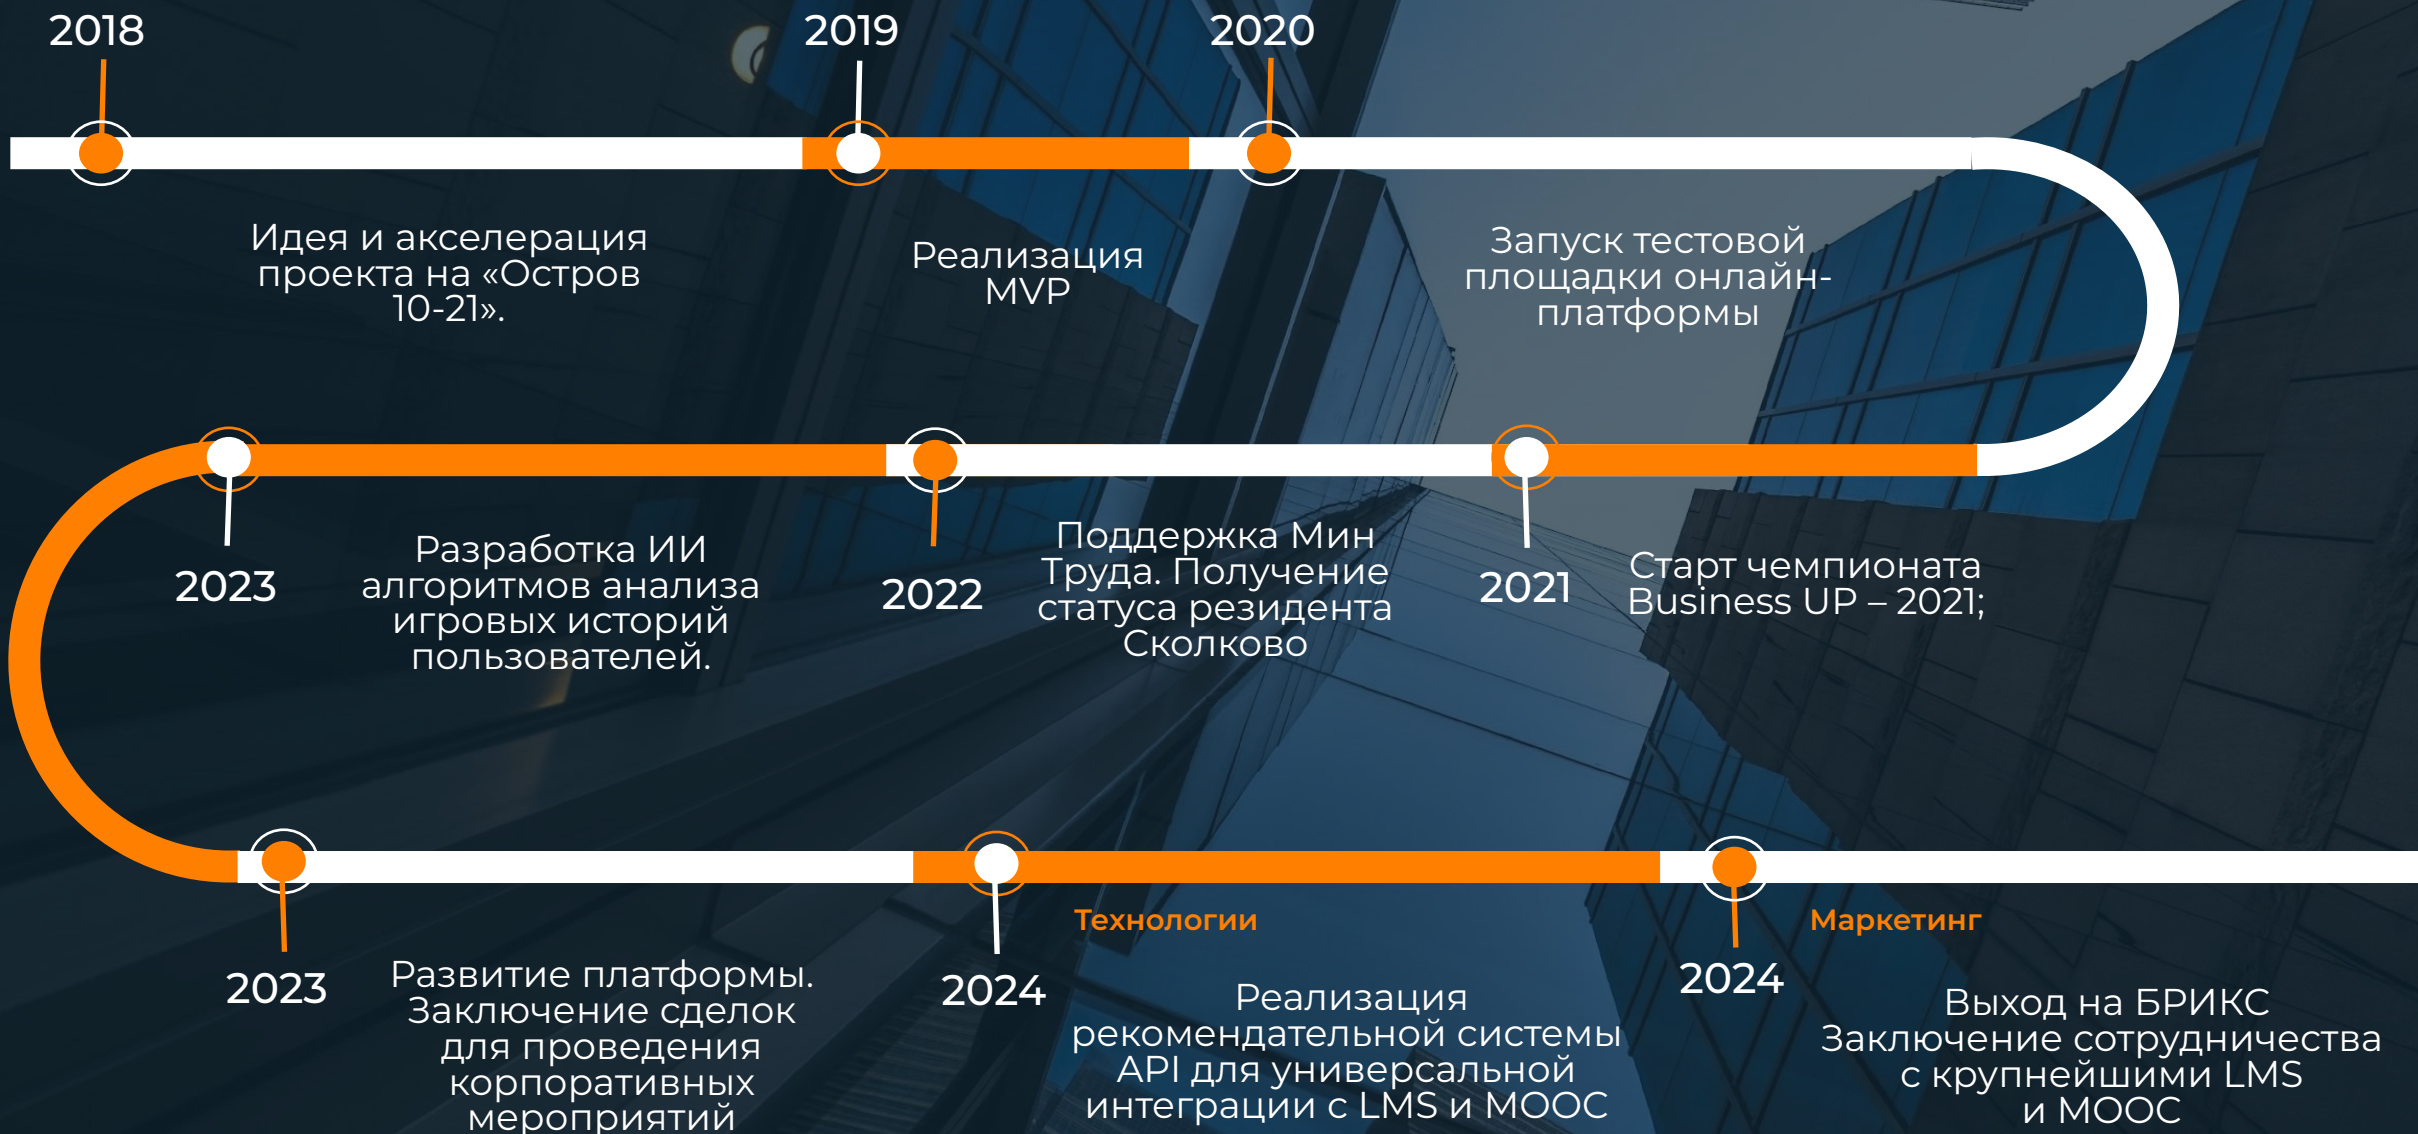 2018
2019
2020
Идея и акселерация
проекта на «Остров
10-21».
Реализация
MVP
Запуск тестовой
площадки онлайн-
платформы
2023
Разработка ИИ
алгоритмов анализа
игровых историй
пользователей.
2022
Поддержка Мин
Труда. Получение
статуса резидента
Сколково
2021
Старт чемпионата
Business UP – 2021;
2023
Развитие платформы.
Заключение сделок
для проведения
корпоративных
мероприятий
2024
Технологии
Реализация
рекомендательной системы
API для универсальной
интеграции с LMS и MOOC
2024
Маркетинг
Выход на БРИКС
Заключение сотрудничества
с крупнейшими LMS
и MOOC